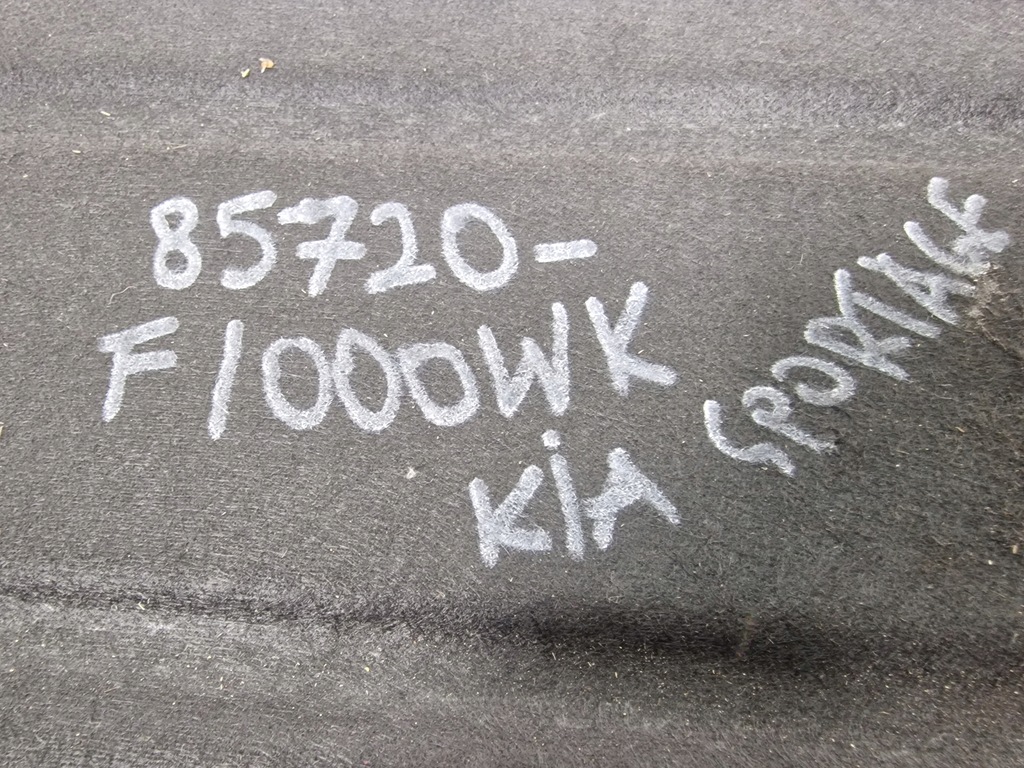 85720-
F1000WK
KiA
SPORTAGE